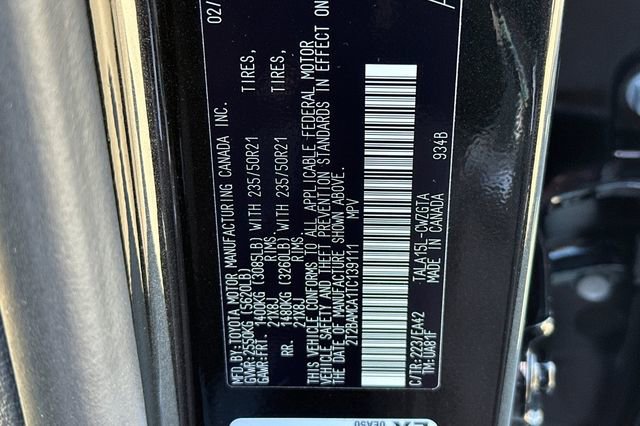 MFD.BY:TOYOTA MOTOR MANUFACTURING CANADA INC. 02/
GVWR:2550KG(5620LB)
GAWR:FRT. 1400KG(3085LB) WITH 235/50R21 TIRES,
21X8J RIMS
RR. 1480KG(3260LB) WITH 235/50R21 TIRES,
21X8J RIMS
THIS VEHICLE CONFORMS TO ALL APPLICABLE FEDERAL MOTOR
VEHICLE SAFETY AND THEFT PREVENTION STANDARDS IN EFFECT ON
THE DATE OF MANUFACTURE SHOWN ABOVE.
2T2BAMCA1TC139111 MPV
C/TR:223/EA42 TALA15L-CWZGTA 934B
TM:UA81F MADE IN CANADA
0EA50